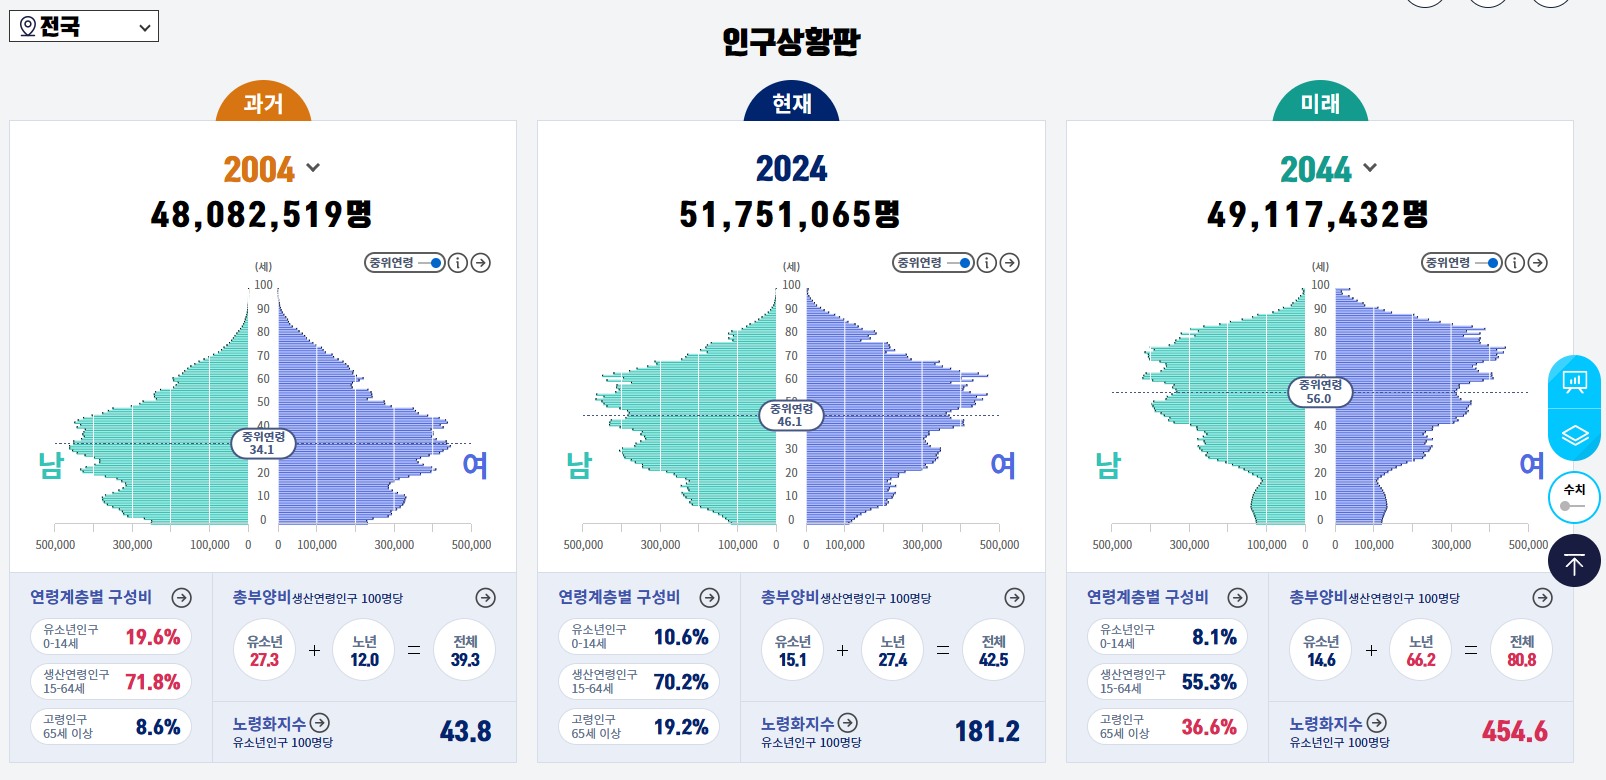 전국
인구상황판
과거
2004
48,082,519명
중위연령
(세)
100
90
80
70
60
50
40
중위연령
34.1
20
10
0
남
여
500,000 300,000 100,000 0 0 100,000 300,000 500,000
연령계층별 구성비
유소년인구
0-14세
19.6%
생산연령인구
15-64세
71.8%
고령인구
65세 이상
8.6%
총부양비생산연령인구 100명당
유소년
27.3
+
노년
12.0
=
전체
39.3
노령화지수
유소년인구 100명당
43.8
현재
2024
51,751,065명
중위연령
(세)
100
90
80
70
60
50
중위연령
46.1
30
20
10
0
남
여
500,000 300,000 100,000 0 0 100,000 300,000 500,000
연령계층별 구성비
유소년인구
0-14세
10.6%
생산연령인구
15-64세
70.2%
고령인구
65세 이상
19.2%
총부양비생산연령인구 100명당
유소년
15.1
+
노년
27.4
=
전체
42.5
노령화지수
유소년인구 100명당
181.2
미래
2044
49,117,432명
중위연령
(세)
100
90
80
70
60
중위연령
56.0
40
30
20
10
0
남
여
500,000 300,000 100,000 0 0 100,000 300,000 500,000
연령계층별 구성비
유소년인구
0-14세
8.1%
생산연령인구
15-64세
55.3%
고령인구
65세 이상
36.6%
총부양비생산연령인구 100명당
유소년
14.6
+
노년
66.2
=
전체
80.8
노령화지수
유소년인구 100명당
454.6
수치